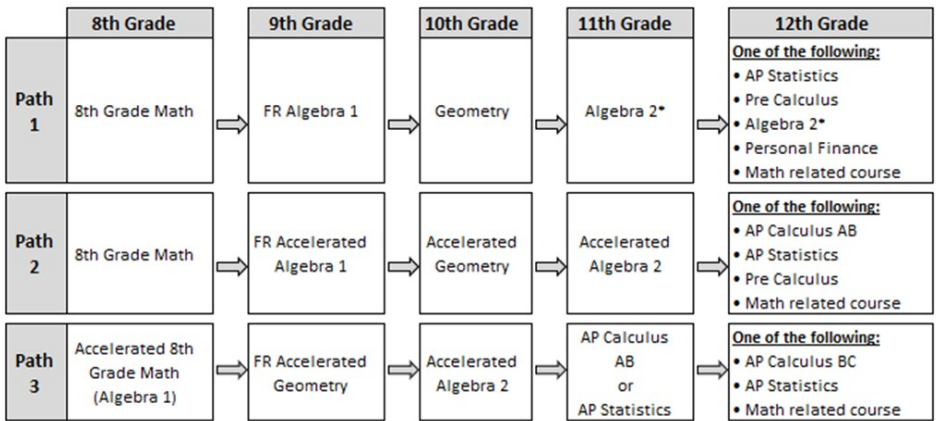 8th Grade
9th Grade
10th Grade
11th Grade
12th Grade
Path
1
8th Grade Math
FR Algebra 1
Geometry
Algebra 2*
One of the following:
• AP Statistics
• Pre Calculus
• Algebra 2*
• Personal Finance
• Math related course
Path
2
8th Grade Math
FR Accelerated
Algebra 1
Accelerated
Geometry
Accelerated
Algebra 2
One of the following:
• AP Calculus AB
• AP Statistics
• Pre Calculus
• Math related course
Path
3
Accelerated 8th
Grade Math
(Algebra 1)
FR Accelerated
Geometry
Accelerated
Algebra 2
AP Calculus
AB
or
AP Statistics
One of the following:
• AP Calculus BC
• AP Statistics
• Math related course